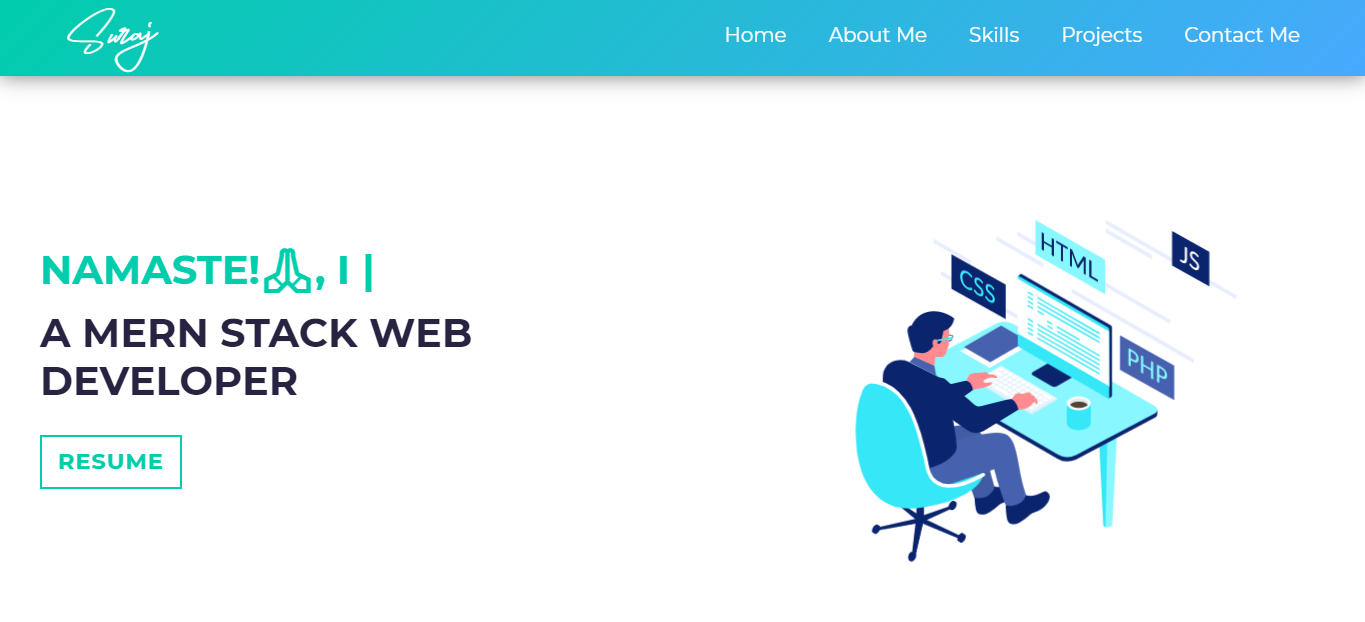 Suraj
Home About Me Skills Projects Contact Me
NAMASTE!🙏, I |
A MERN STACK WEB
DEVELOPER
RESUME
HTML
JS
CSS
PHP